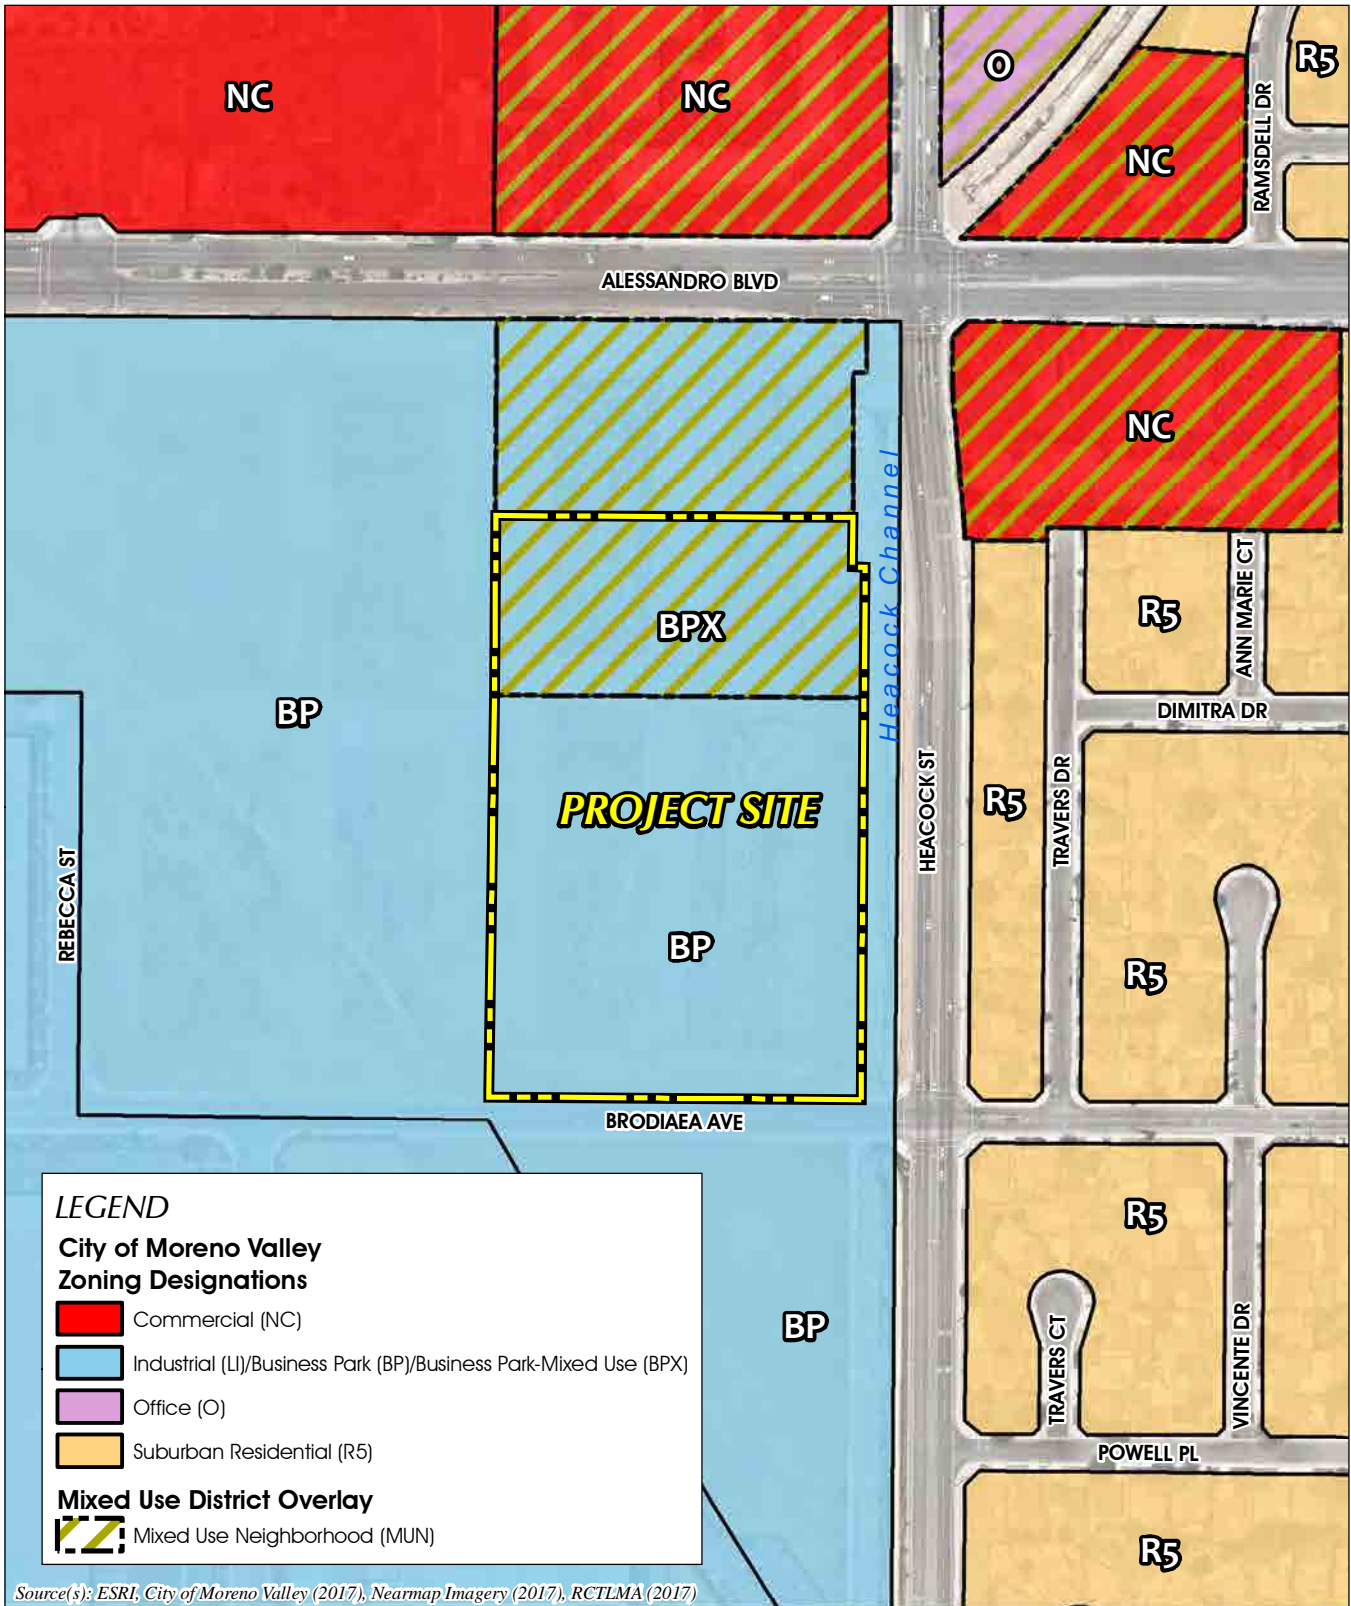 NC
NC
O
R5
NC
RAMSDELL DR
ALESSANDRO BLVD
NC
Heacock Channel
ANN MARIE CT
R5
BPX
BP
DIMITRA DR
HEACOCK ST
R5
TRAVERS DR
PROJECT SITE
REBECCA ST
BP
R5
BRODIAEA AVE
LEGEND
City of Moreno Valley
Zoning Designations
Commercial (NC)
Industrial (LI)/Business Park (BP)/Business Park-Mixed Use (BPX)
Office (O)
Suburban Residential (R5)
Mixed Use District Overlay
Mixed Use Neighborhood (MUN)
R5
BP
TRAVERS CT
VINCENTE DR
POWELL PL
R5
Source(s): ESRI, City of Moreno Valley (2017), Nearmap Imagery (2017), RCTLMA (2017)